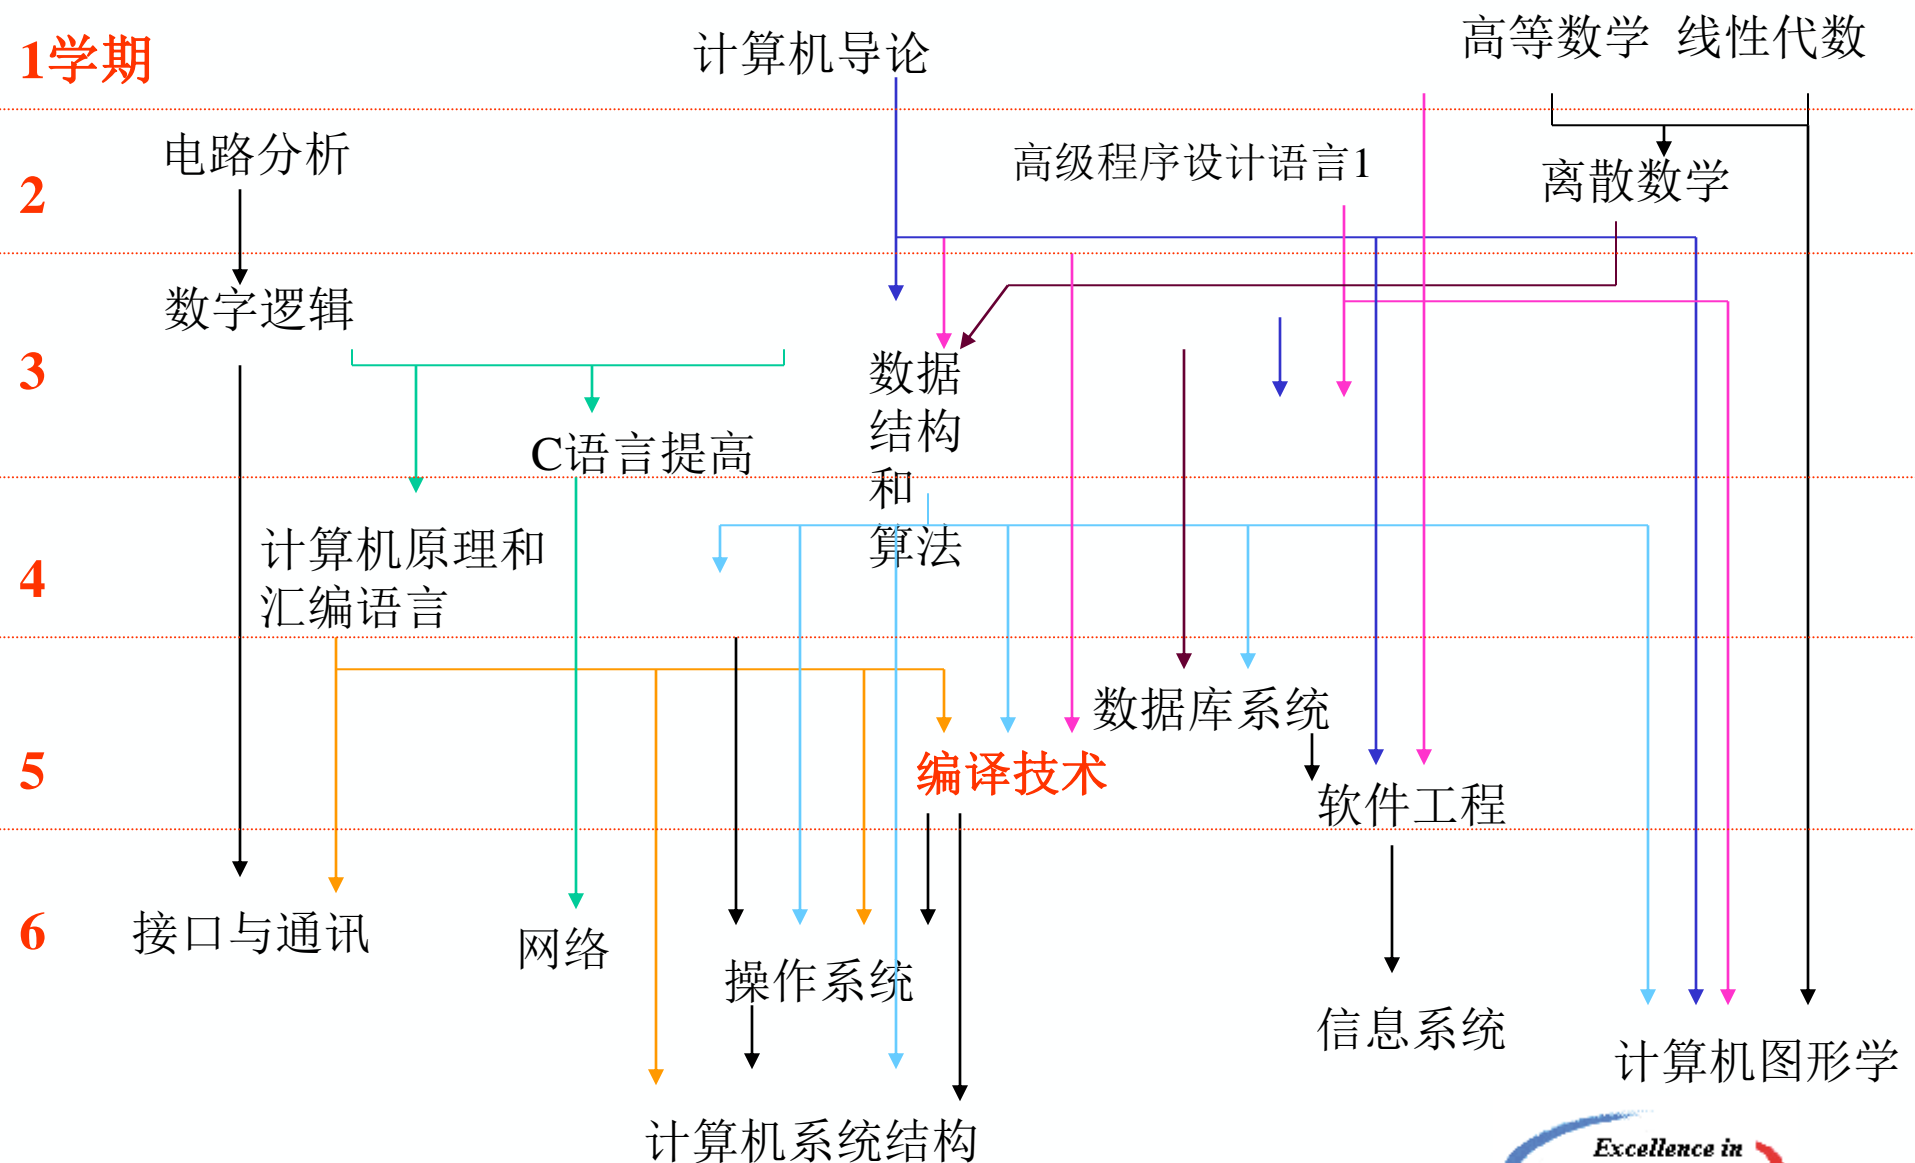 1学期
计算机导论
高等数学 线性代数
2
电路分析
高级程序设计语言1
离散数学
数字逻辑
3
数据
结构
和
算法
C语言提高
4
计算机原理和
汇编语言
数据库系统
5
编译技术
软件工程
6
接口与通讯
网络
操作系统
信息系统
计算机图形学
计算机系统结构
Excellence in